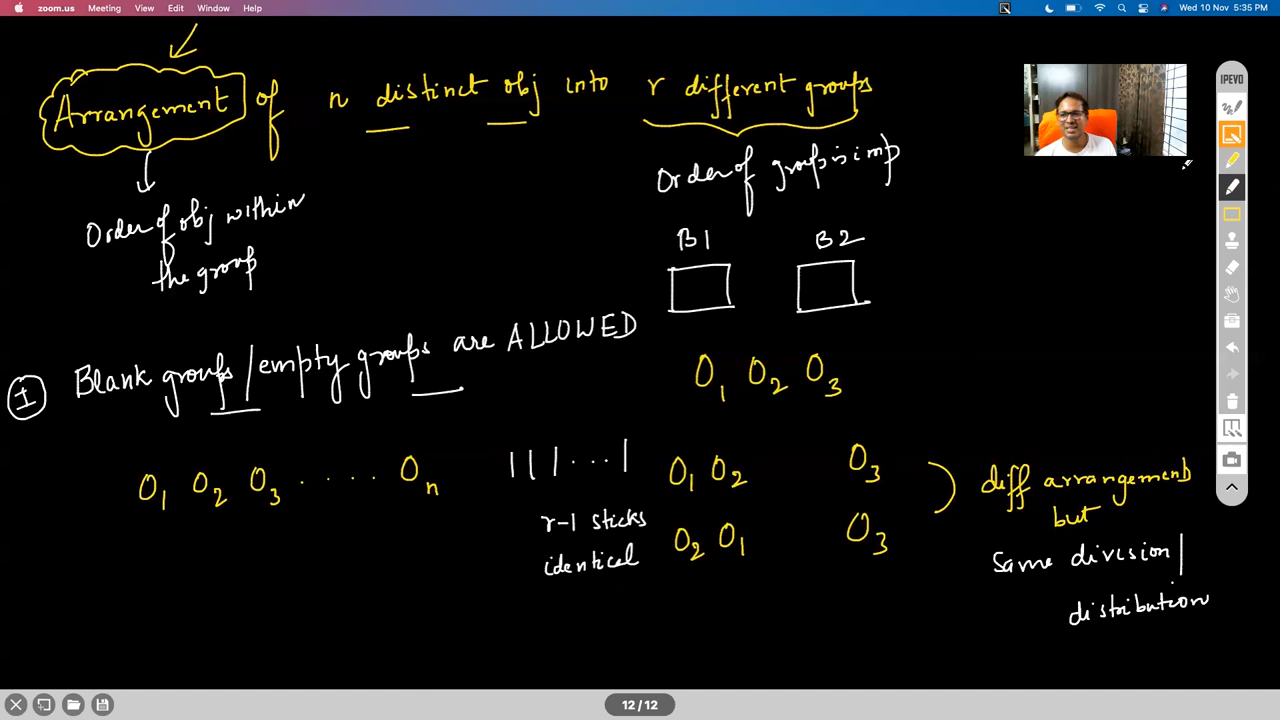 zoom.us Meeting View Edit Window Help Wed 10 Nov 5:35 PM
IPEVO
Arrangement of n distinct obj into r different groups
Order of groups is imp
Order of obj within
the group
B1 B2
I Blank groups/empty groups are ALLOWED
O1 O2 O3
O1 O2 O3 ..... On
| | | ... |
r-1 sticks
identical
O1 O2 O3
O2 O1 O3
) diff arrangement
but
same division/
distribution
12/12